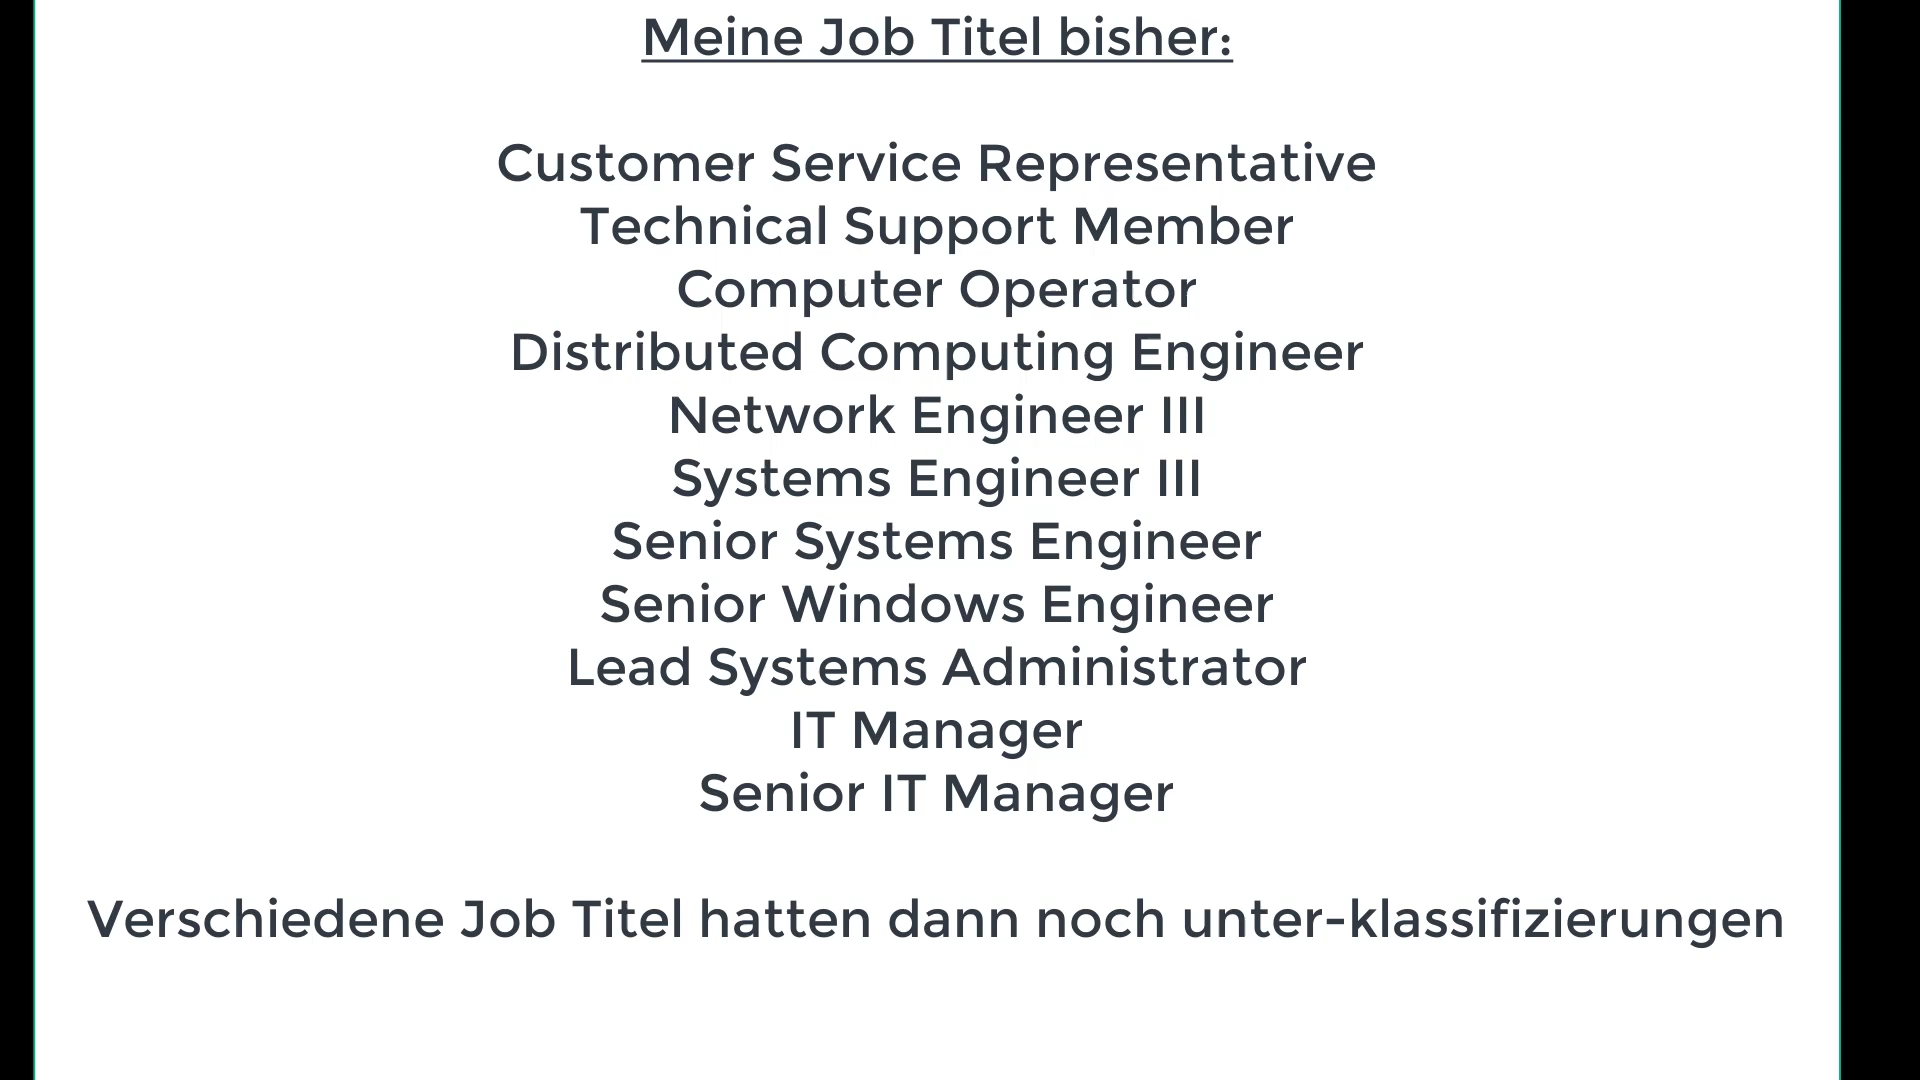 Meine Job Titel bisher:
Customer Service Representative
Technical Support Member
Computer Operator
Distributed Computing Engineer
Network Engineer III
Systems Engineer III
Senior Systems Engineer
Senior Windows Engineer
Lead Systems Administrator
IT Manager
Senior IT Manager
Verschiedene Job Titel hatten dann noch unter-klassifizierungen